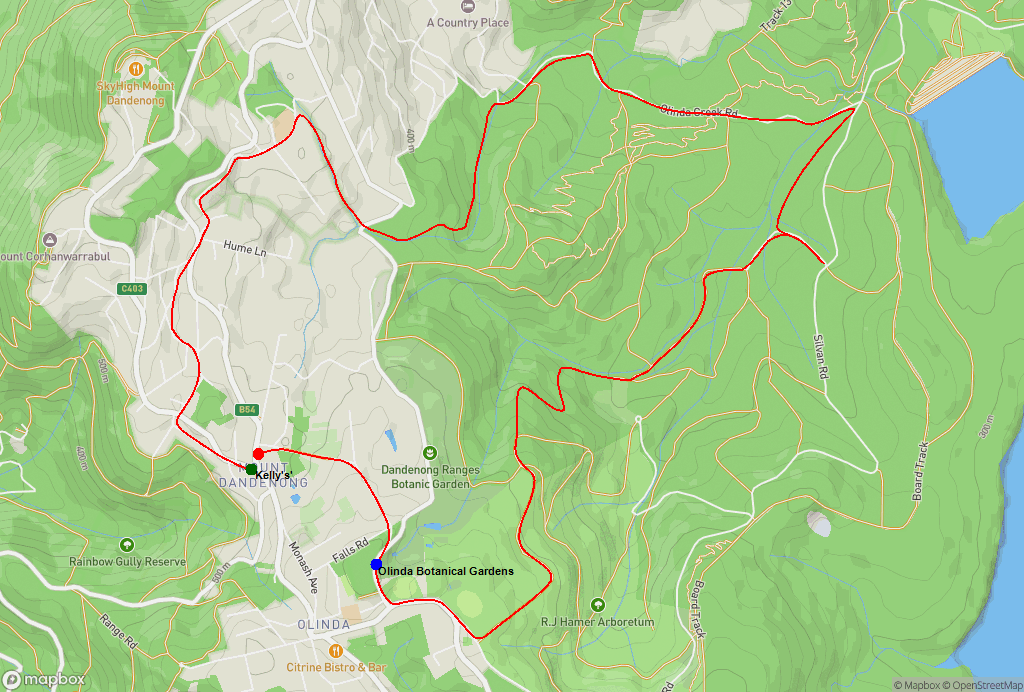 A Country Place
Track 13
SkyHigh Mount
Dandenong
Olinda Creek Rd
400 m
Hume Ln
ount Corhanwarrabul
C403
500 m
Silvan Rd
B54
400 m
300 m
MOUNT
Kelly's'
DANDENONG
Dandenong Ranges
Botanic Garden
Board Track
Falls Rd
Rainbow Gully Reserve
500 m
Monash Ave
Olinda Botanical Gardens
Range Rd
OLINDA
R.J Hamer Arboretum
Board Track
Citrine Bistro & Bar
Rd
mapbox
© Mapbox © OpenStreetMap